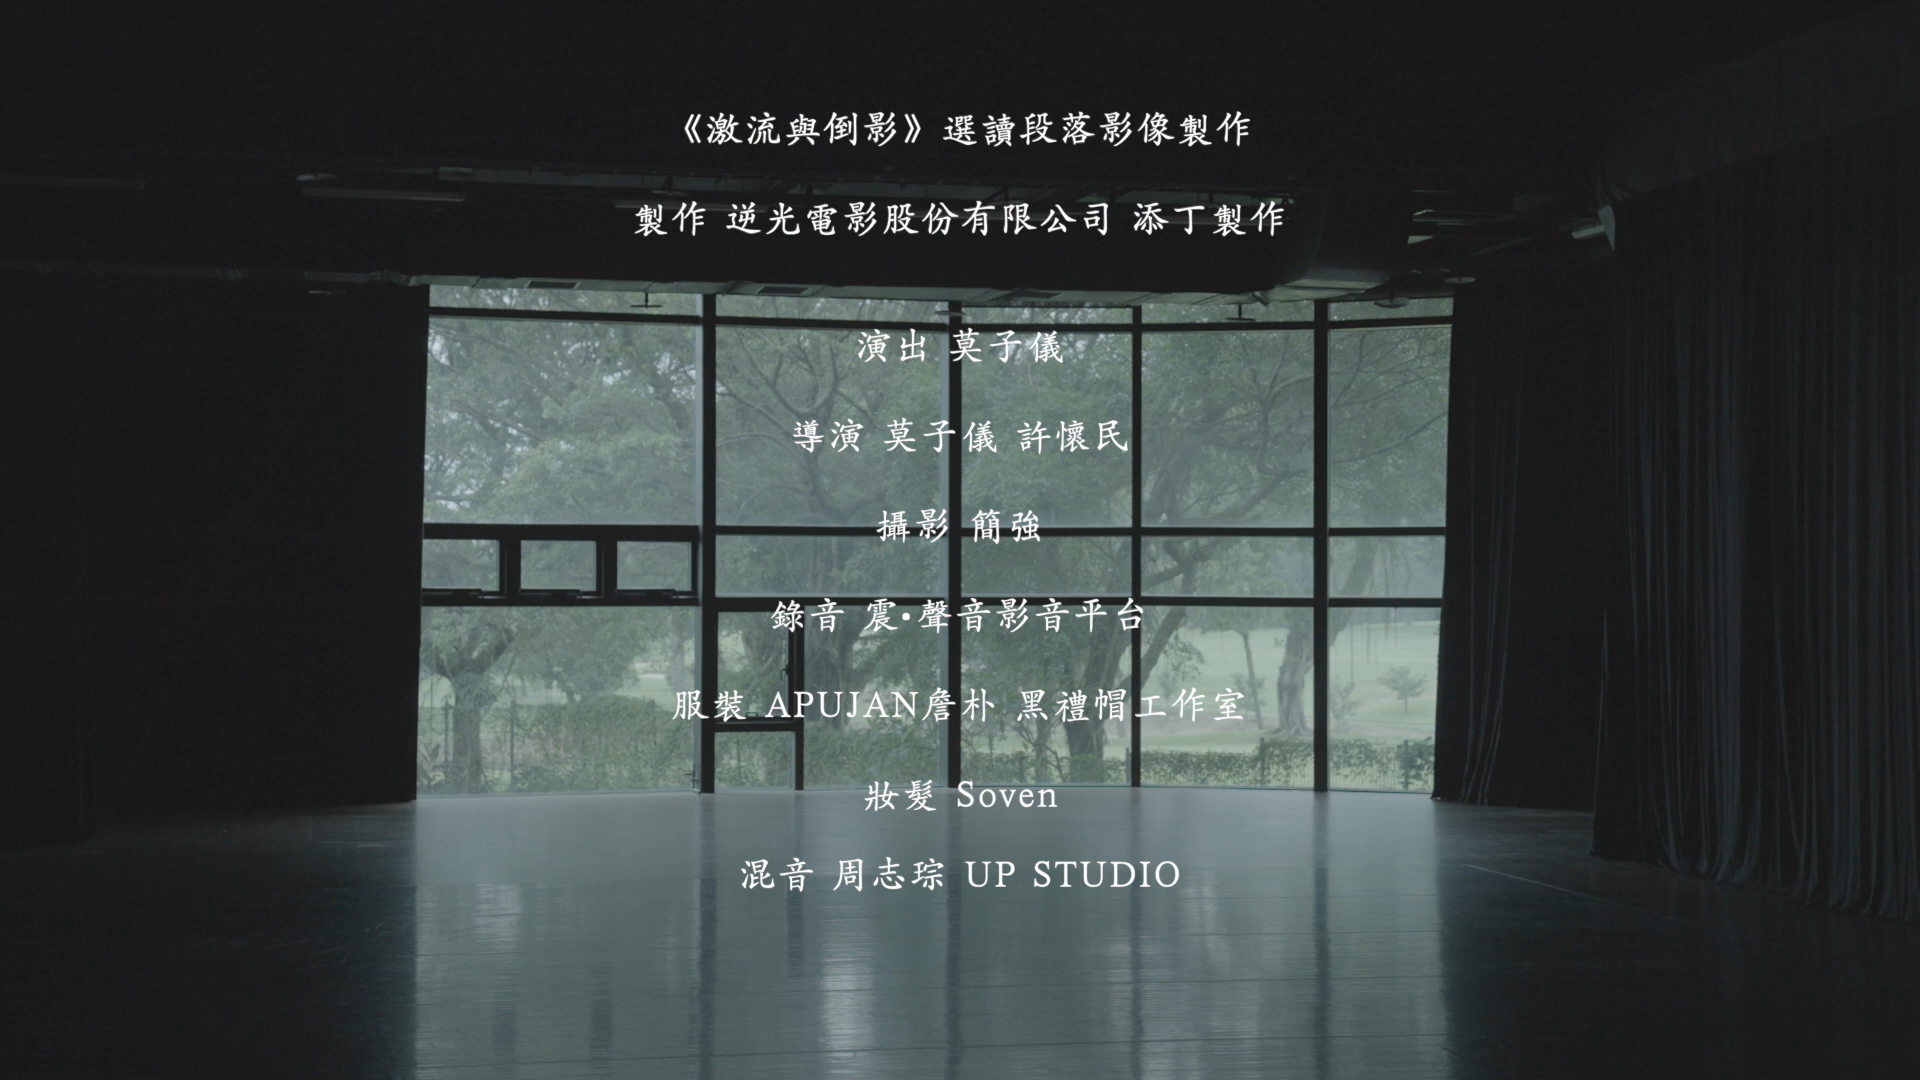 《激流與倒影》選讀段落影像製作
製作 逆光電影股份有限公司 添丁製作
演出 莫子儀
導演 莫子儀 許懷民
攝影 簡強
錄音 震•聲音影音平台
服裝 APUJAN詹朴 黑禮帽工作室
妝髮 Soven
混音 周志琮 UP STUDIO